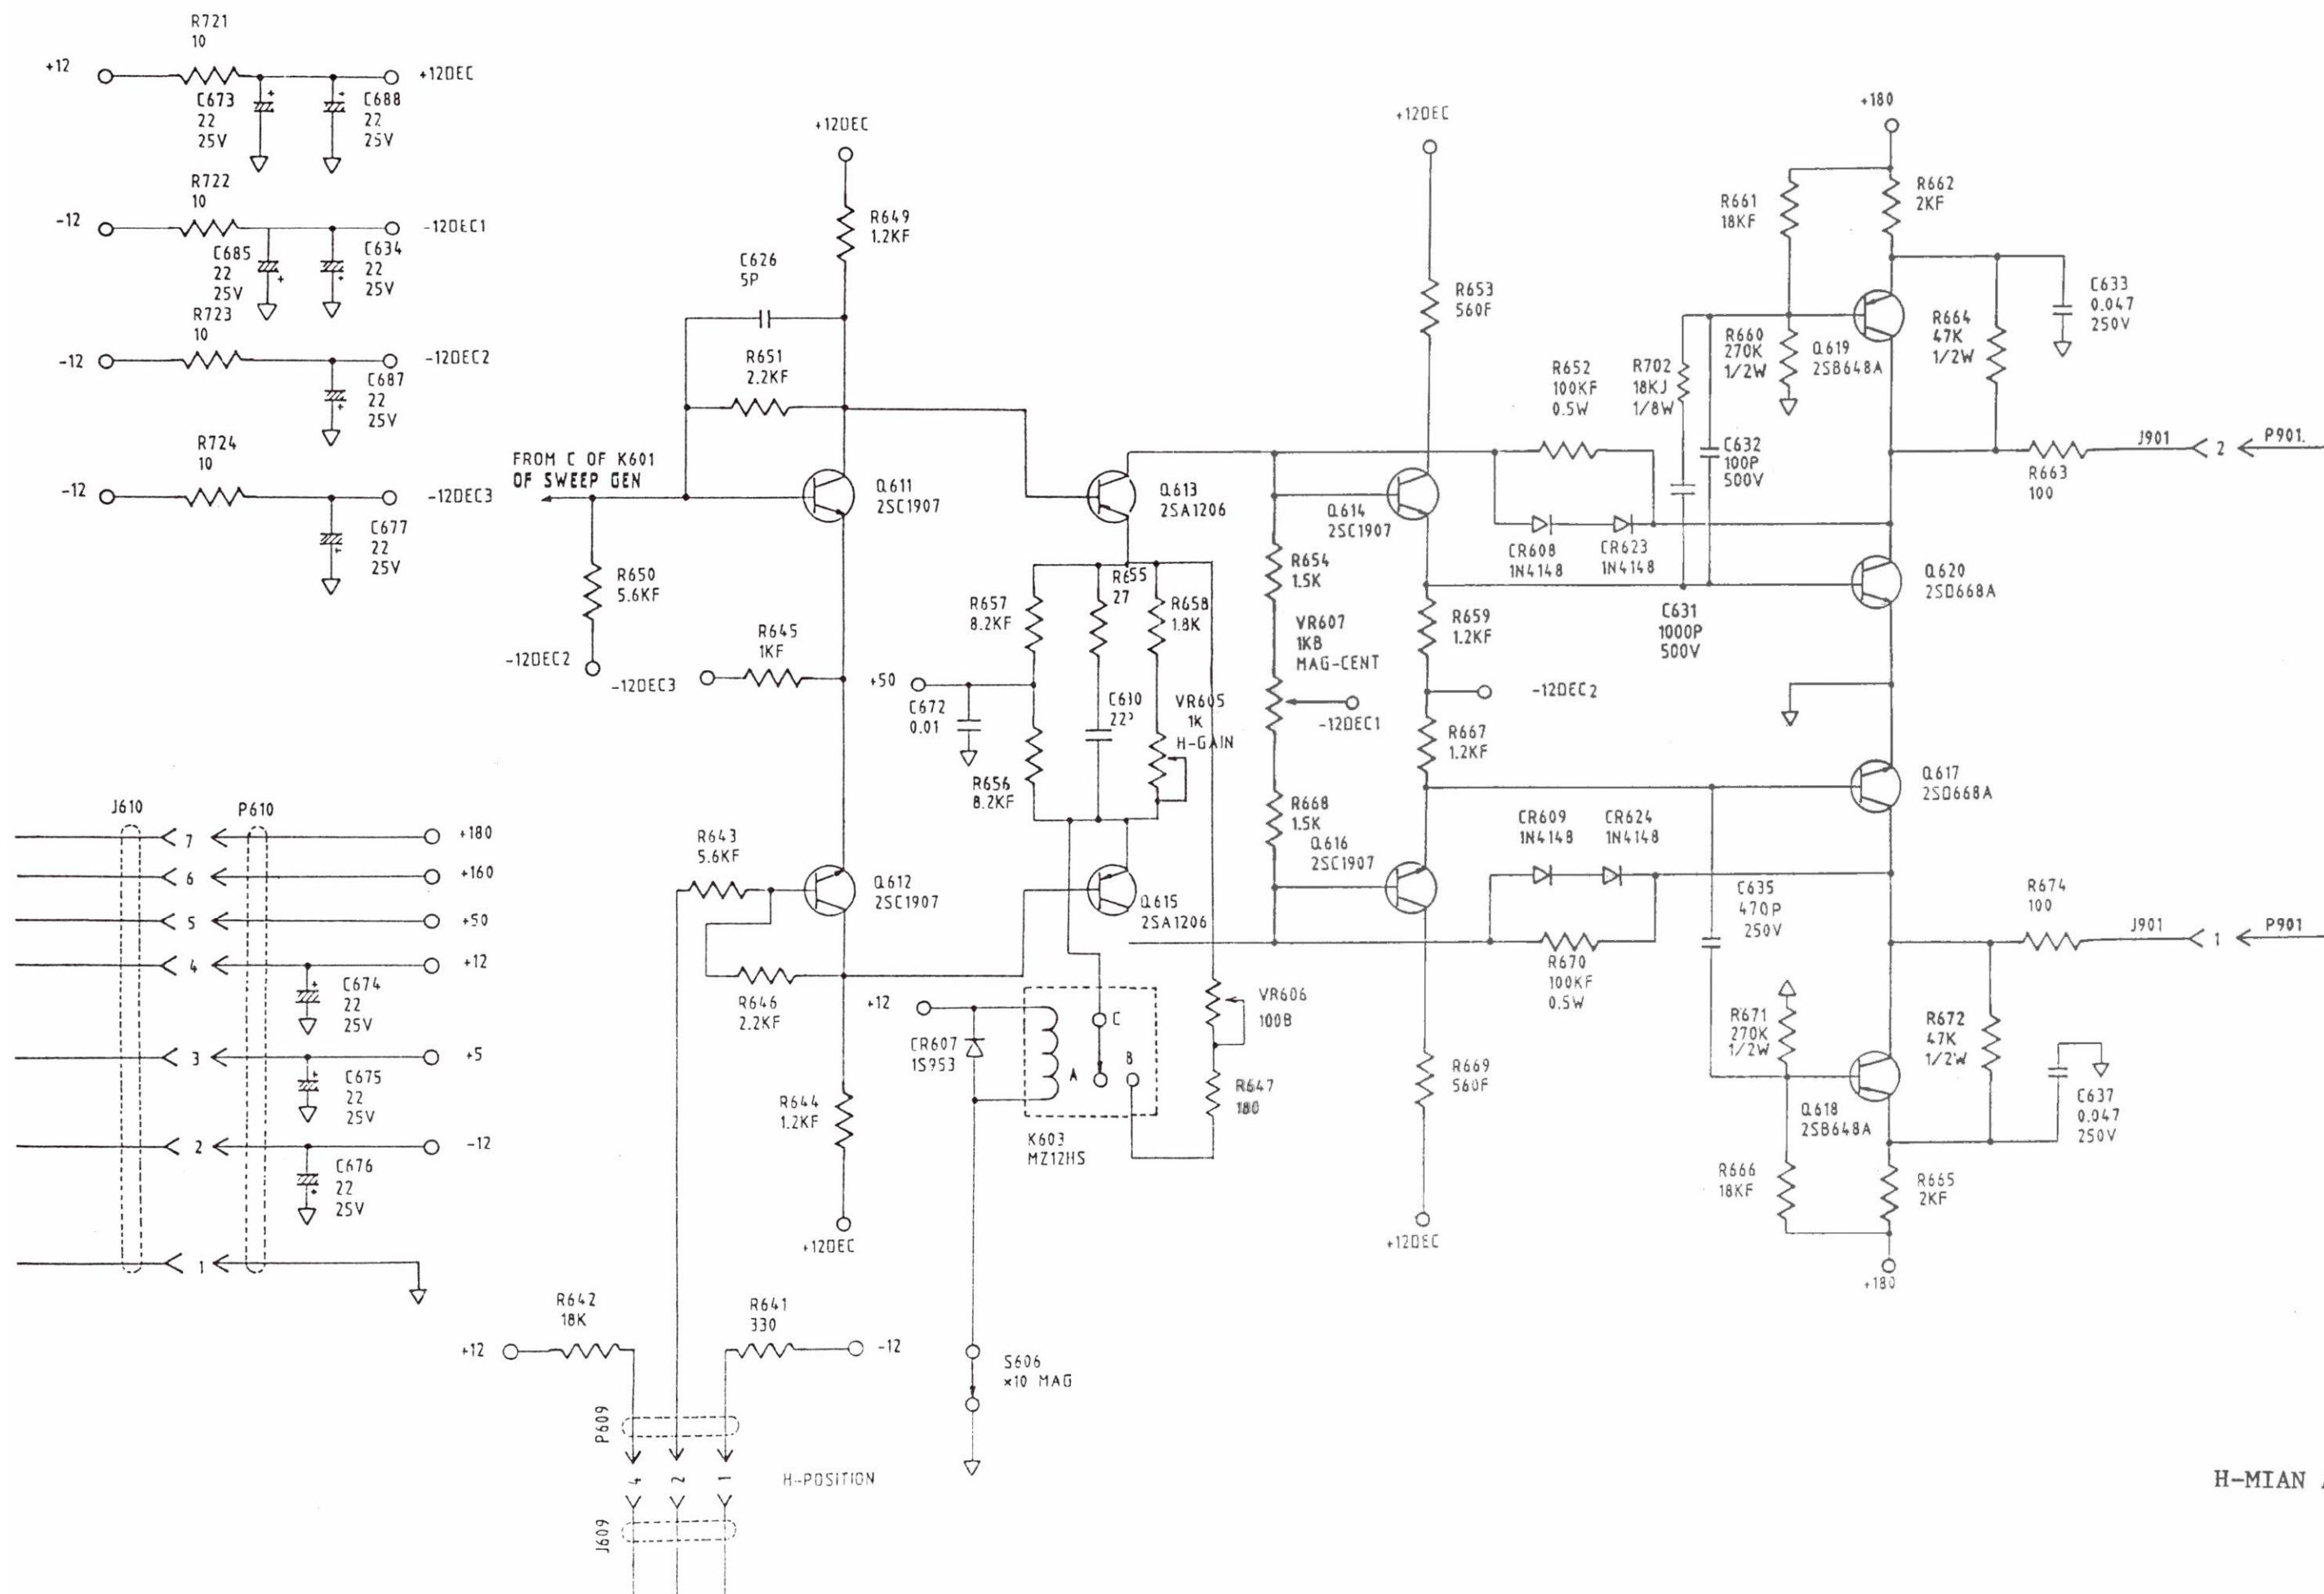 R721
10
+12
+12DEC
C673
22
25V
C688
22
25V
R722
10
-12
-12DEC1
C685
22
25V
C634
22
25V
R723
10
-12
-12DEC2
C687
22
25V
R724
10
-12
-12DEC3
C677
22
25V
J610
P610
7
+180
6
+160
5
+50
4
+12
C674
22
25V
3
+5
C675
22
25V
2
-12
C676
22
25V
1
+12DEC
R649
1.2KF
C626
5P
R651
2.2KF
FROM C OF K601
OF SWEEP GEN
Q611
2SC1907
R650
5.6KF
-12DEC2
R645
1KF
-12DEC3
R643
5.6KF
Q612
2SC1907
R646
2.2KF
R644
1.2KF
+12DEC
R642
18K
+12
R641
330
-12
P609
4
2
1
H-POSITION
J609
Q613
2SA1206
R657
8.2KF
R655
27
R658
1.8K
+50
C672
0.01
C630
22P
VR605
1K
H-GAIN
R656
8.2KF
Q615
2SA1206
+12
CR607
1S953
C
A
B
K603
MZ12HS
VR606
100B
R647
180
S606
×10 MAG
+12DEC
R653
560F
Q614
2SC1907
R654
1.5K
VR607
1KB
MAG-CENT
-12DEC1
R659
1.2KF
-12DEC2
R667
1.2KF
R668
1.5K
Q616
2SC1907
R669
560F
+12DEC
R652
100KF
0.5W
CR608
1N4148
CR623
1N4148
R702
18KJ
1/8W
C632
100P
500V
C631
1000P
500V
CR609
1N4148
CR624
1N4148
R670
100KF
0.5W
C635
470P
250V
+180
R661
18KF
R662
2KF
R660
270K
1/2W
Q619
2SB648A
R664
47K
1/2W
C633
0.047
250V
R663
100
J901
2
P901
Q620
2SD668A
Q617
2SD668A
R674
100
J901
1
P901
R671
270K
1/2W
Q618
2SB648A
R672
47K
1/2W
C637
0.047
250V
R666
18KF
R665
2KF
+180
H-MIAN